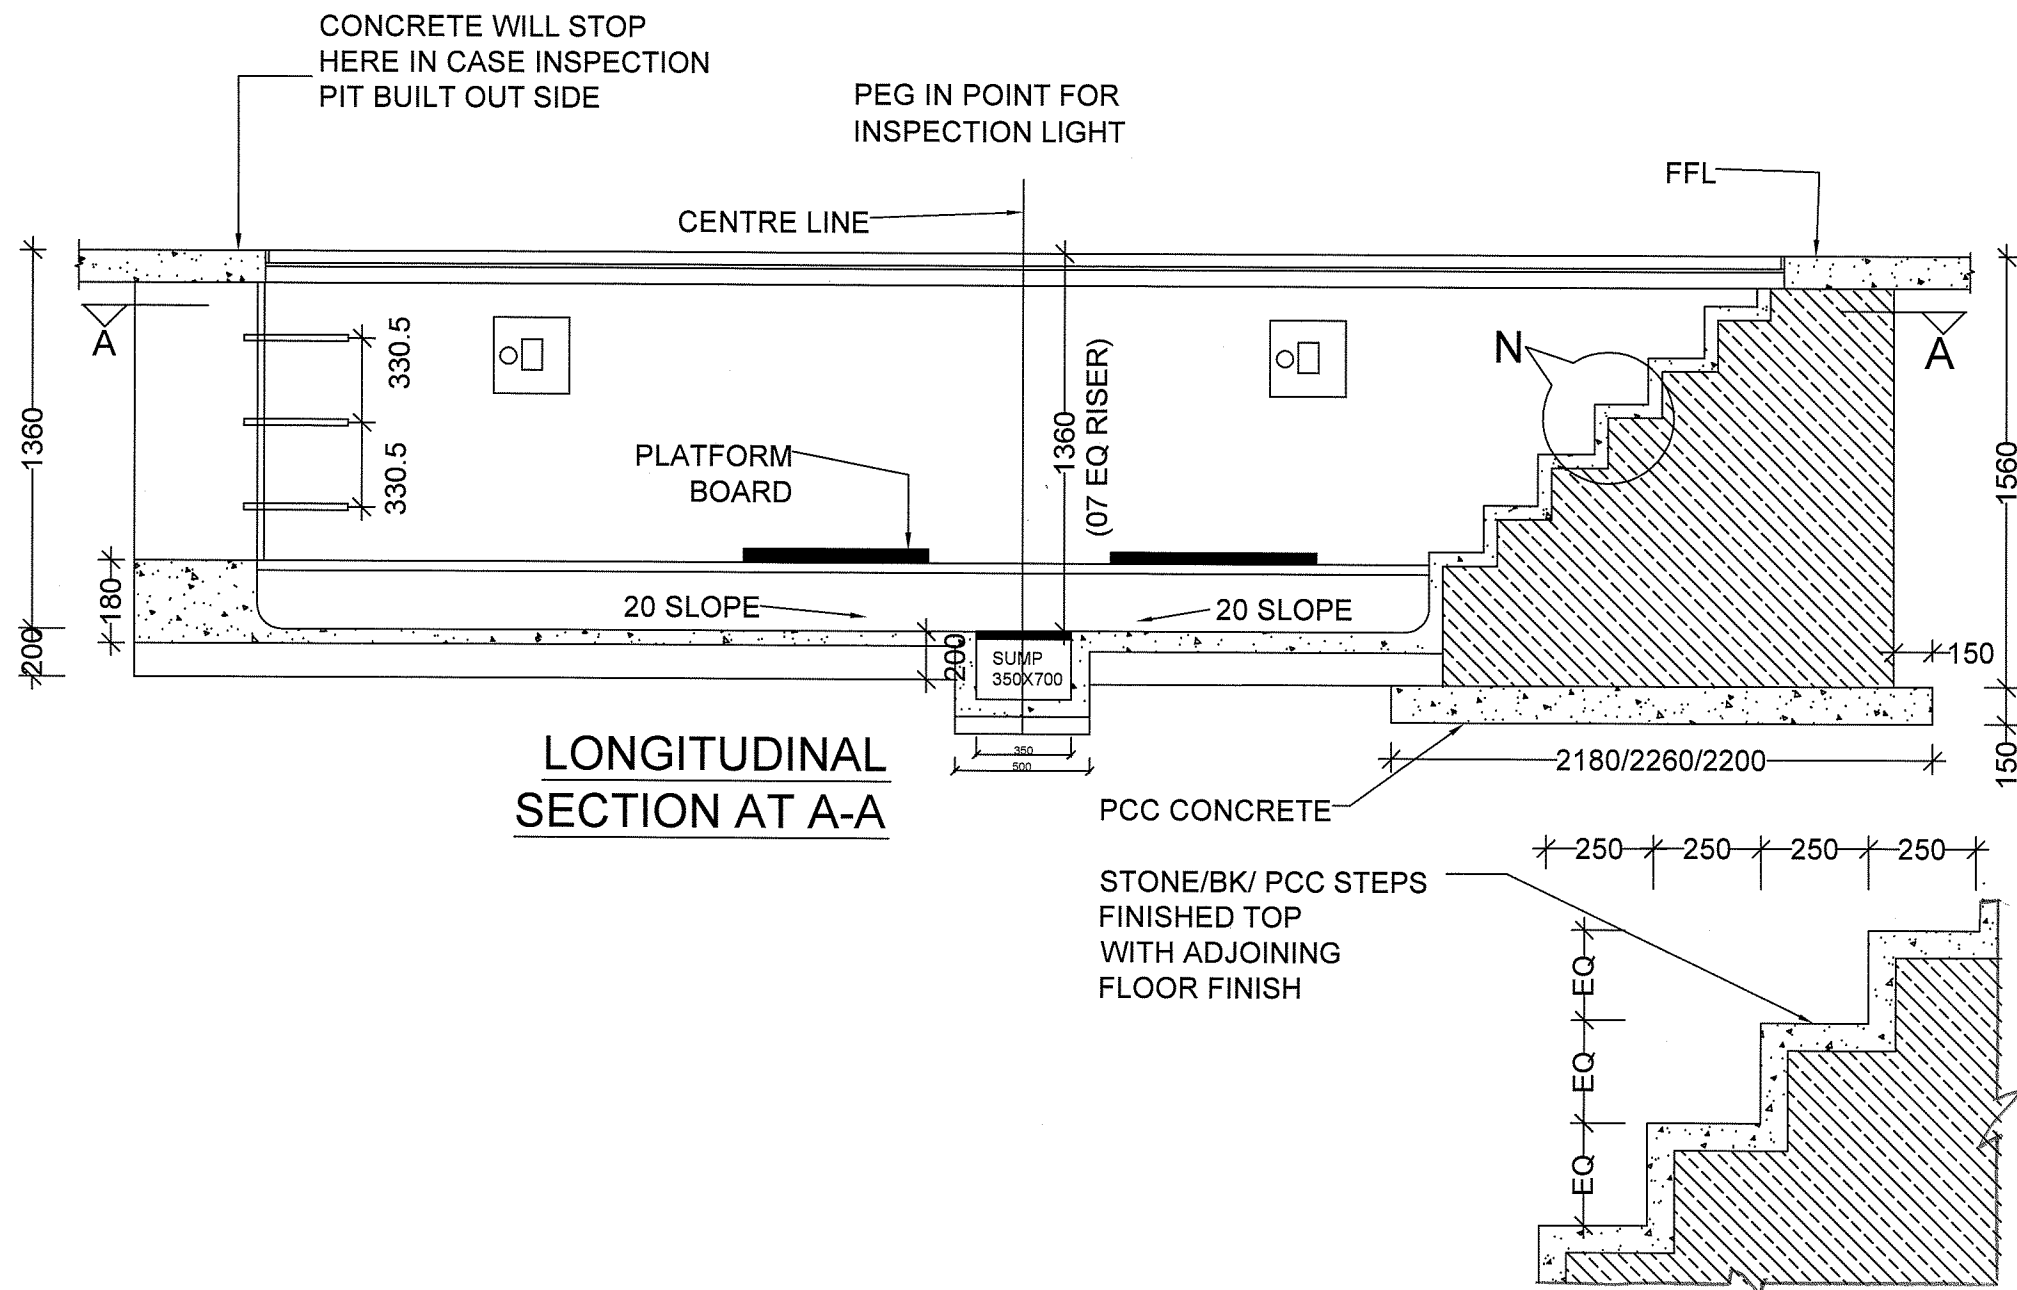 CONCRETE WILL STOP
HERE IN CASE INSPECTION
PIT BUILT OUT SIDE
PEG IN POINT FOR
INSPECTION LIGHT
FFL
CENTRE LINE
A
A
N
330.5
330.5
1360
1360
(07 EQ RISER)
1560
PLATFORM
BOARD
180
200
20 SLOPE
20 SLOPE
200
SUMP
350X700
150
350
500
2180/2260/2200
150
LONGITUDINAL
SECTION AT A-A
PCC CONCRETE
250
250
250
250
STONE/BK/ PCC STEPS
FINISHED TOP
WITH ADJOINING
FLOOR FINISH
EQ
EQ
EQ